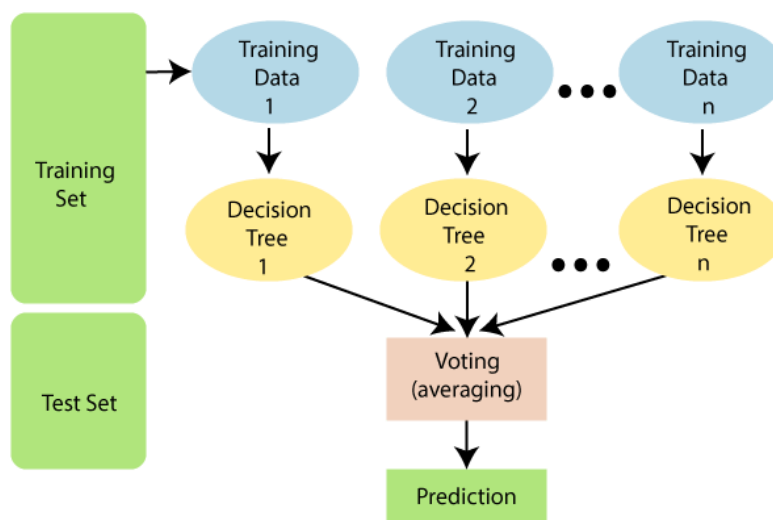 Training
Data
1
Training
Data
2
Training
Data
n
Training
Set
Decision
Tree
1
Decision
Tree
2
Decision
Tree
n
Test Set
Voting
(averaging)
Prediction